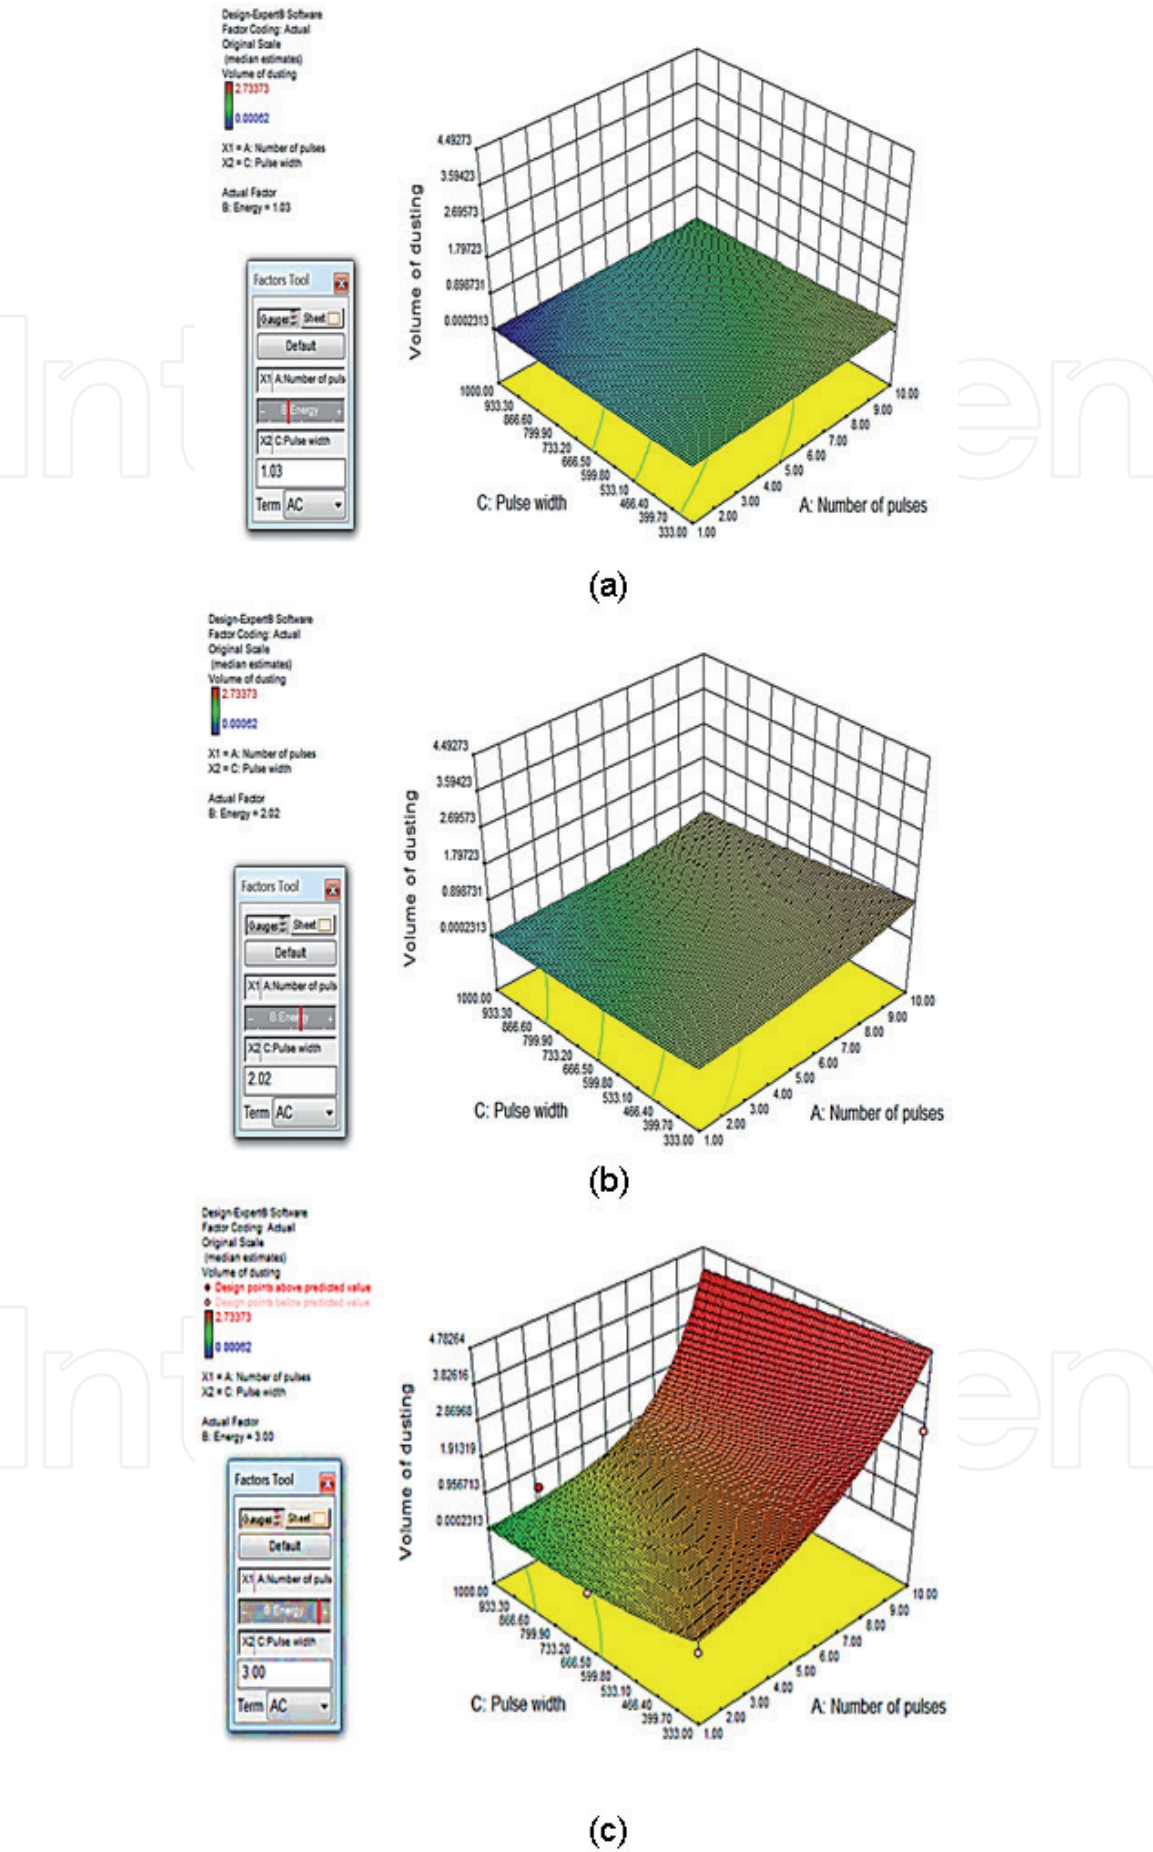 Design-Expert® Software
Factor Coding: Actual
Original Scale
(median estimates)
Volume of dusting
2.73373
0.00062
X1 = A: Number of pulses
X2 = C: Pulse width
Actual Factor
B: Energy = 1.03
Factors Tool
Gauges Sheet
Default
X1 A:Number of puls
- B:Energy +
X2 C:Pulse width
1.03
Term AC
Volume of dusting
4.49273
3.59423
2.69573
1.79723
0.898731
0.0002313
1000.00
933.30
866.60
799.90
733.20
666.50
599.80
533.10
466.40
399.70
333.00
1.00
2.00
3.00
4.00
5.00
6.00
7.00
8.00
9.00
10.00
C: Pulse width
A: Number of pulses
(a)
Design-Expert® Software
Factor Coding: Actual
Original Scale
(median estimates)
Volume of dusting
2.73373
0.00062
X1 = A: Number of pulses
X2 = C: Pulse width
Actual Factor
B: Energy = 2.02
Factors Tool
Gauges Sheet
Default
X1 A:Number of puls
- B:Energy +
X2 C:Pulse width
2.02
Term AC
Volume of dusting
4.49273
3.59423
2.69573
1.79723
0.898731
0.0002313
1000.00
933.30
866.60
799.90
733.20
666.50
599.80
533.10
466.40
399.70
333.00
1.00
2.00
3.00
4.00
5.00
6.00
7.00
8.00
9.00
10.00
C: Pulse width
A: Number of pulses
(b)
Design-Expert® Software
Factor Coding: Actual
Original Scale
(median estimates)
Volume of dusting
Design points above predicted value
Design points below predicted value
2.73373
0.00062
X1 = A: Number of pulses
X2 = C: Pulse width
Actual Factor
B: Energy = 3.00
Factors Tool
Gauges Sheet
Default
X1 A:Number of puls
- B:Energy +
X2 C:Pulse width
3.00
Term AC
Volume of dusting
4.78264
3.82616
2.86968
1.91319
0.956713
0.0002313
1000.00
933.30
866.60
799.90
733.20
666.50
599.80
533.10
466.40
399.70
333.00
1.00
2.00
3.00
4.00
5.00
6.00
7.00
8.00
9.00
10.00
C: Pulse width
A: Number of pulses
(c)